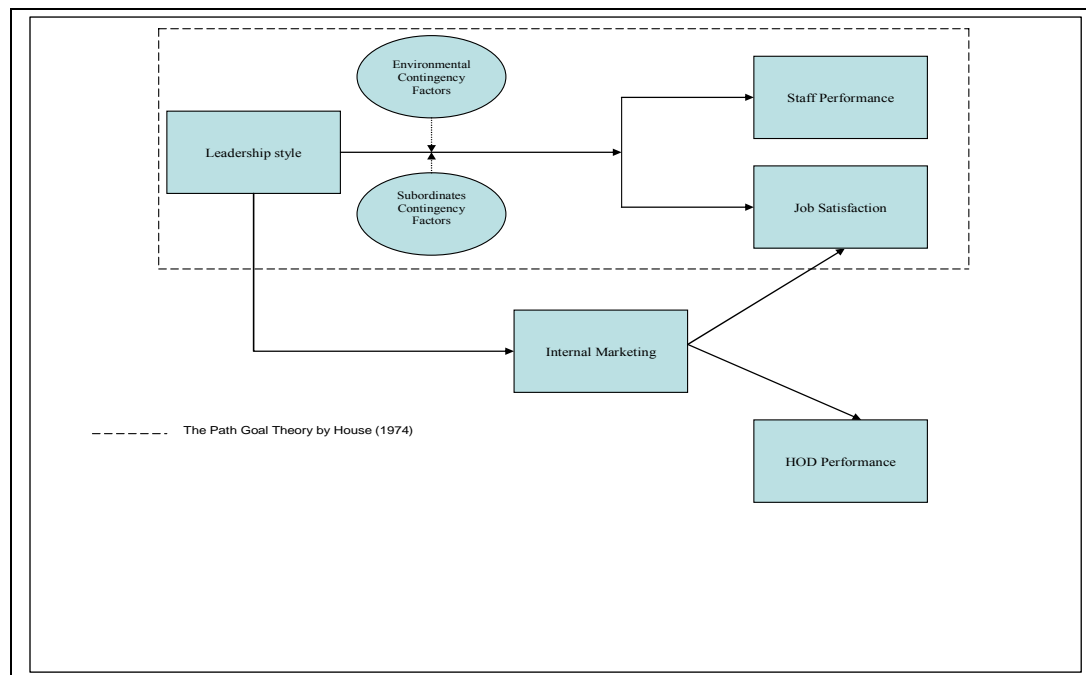 Environmental
Contingency
Factors
Staff Performance
Leadership style
Subordinates
Contingency
Factors
Job Satisfaction
Internal Marketing
The Path Goal Theory by House (1974)
HOD Performance